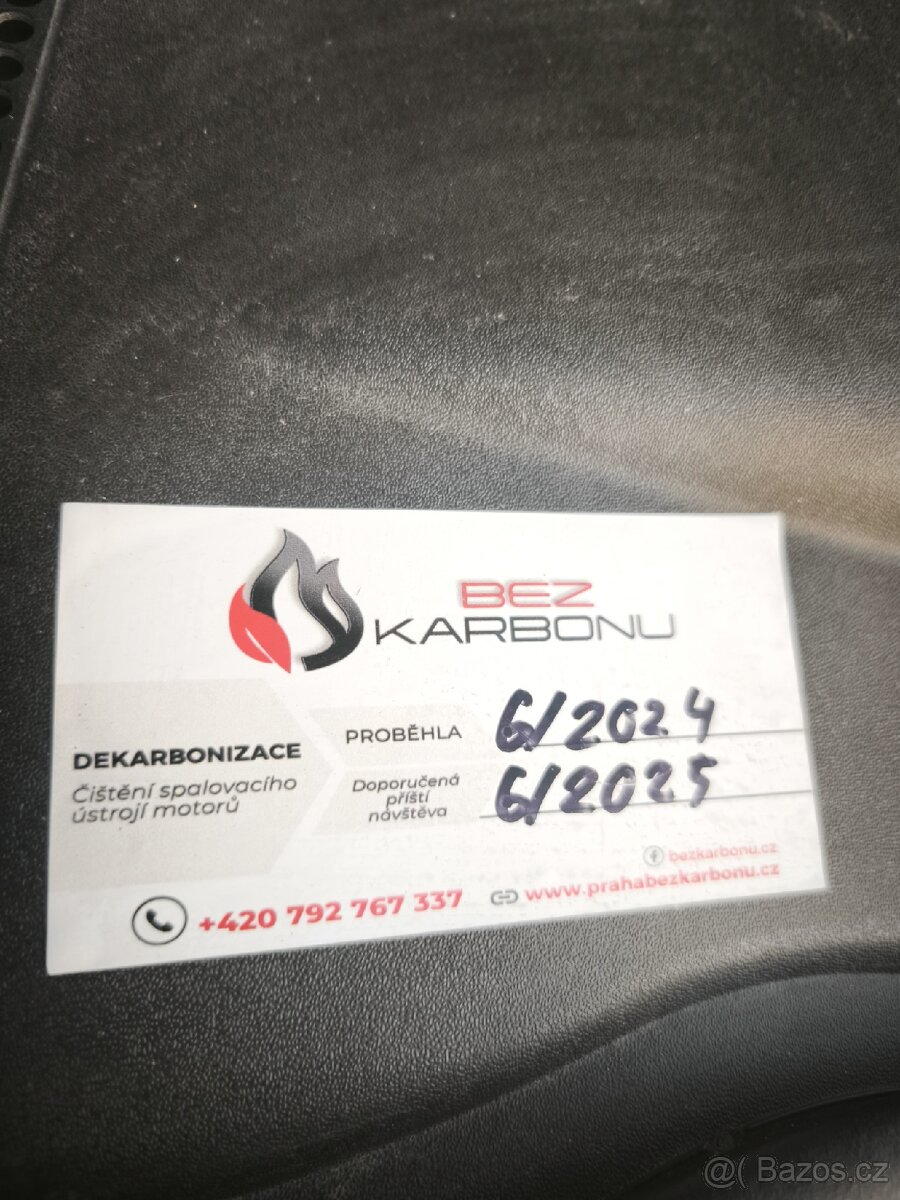 BEZ
KARBONU
DEKARBONIZACE
Čištění spalovacího
ústrojí motorů
PROBĚHLA
6/2024
Doporučená
příští
návštěva
6/2025
bezkarbonu.cz
+420 792 767 337
www.prahabezkarbonu.cz
@( Bazos.cz